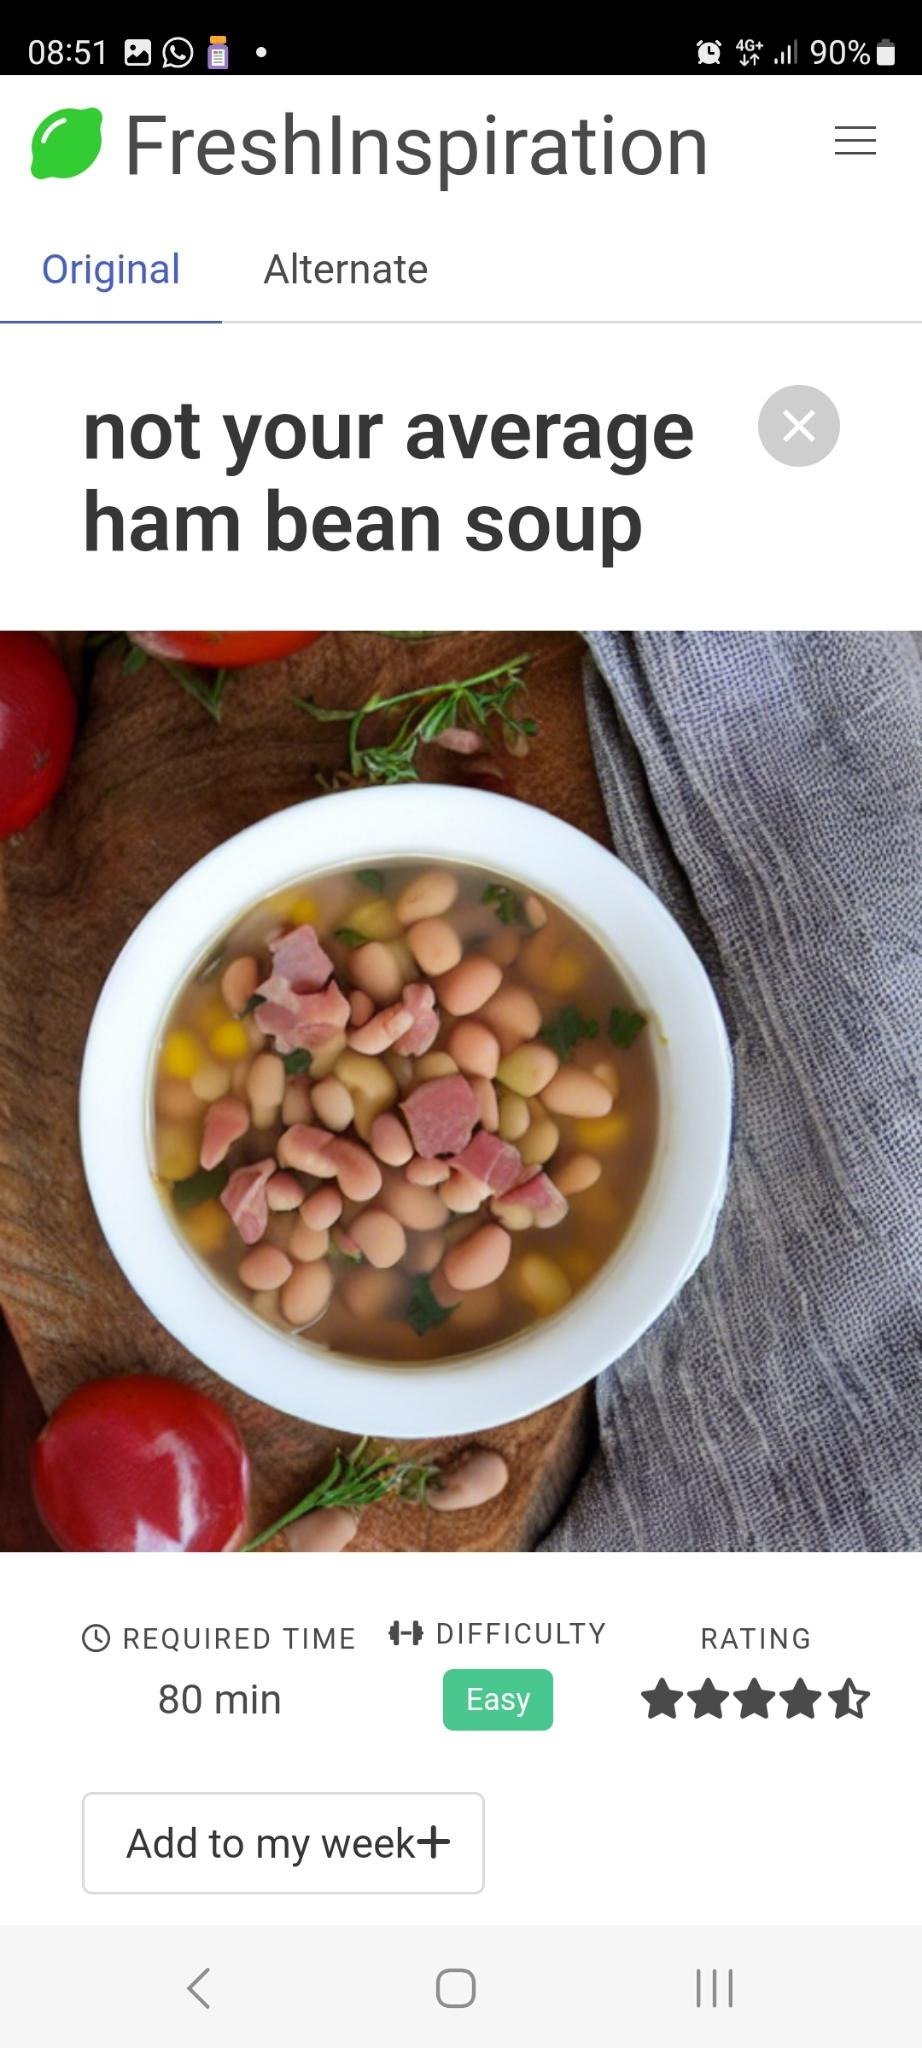 08:51
4G+ 90%
FreshInspiration
Original Alternate
not your average
ham bean soup
REQUIRED TIME DIFFICULTY RATING
80 min Easy
Add to my week+